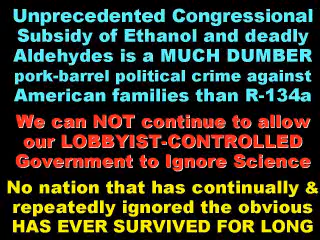 Unprecedented Congressional
Subsidy of Ethanol and deadly
Aldehydes is a MUCH DUMBER
pork-barrel political crime against
American families than R-134a
We can NOT continue to allow
our LOBBYIST-CONTROLLED
Government to Ignore Science
No nation that has continually &
repeatedly ignored the obvious
HAS EVER SURVIVED FOR LONG